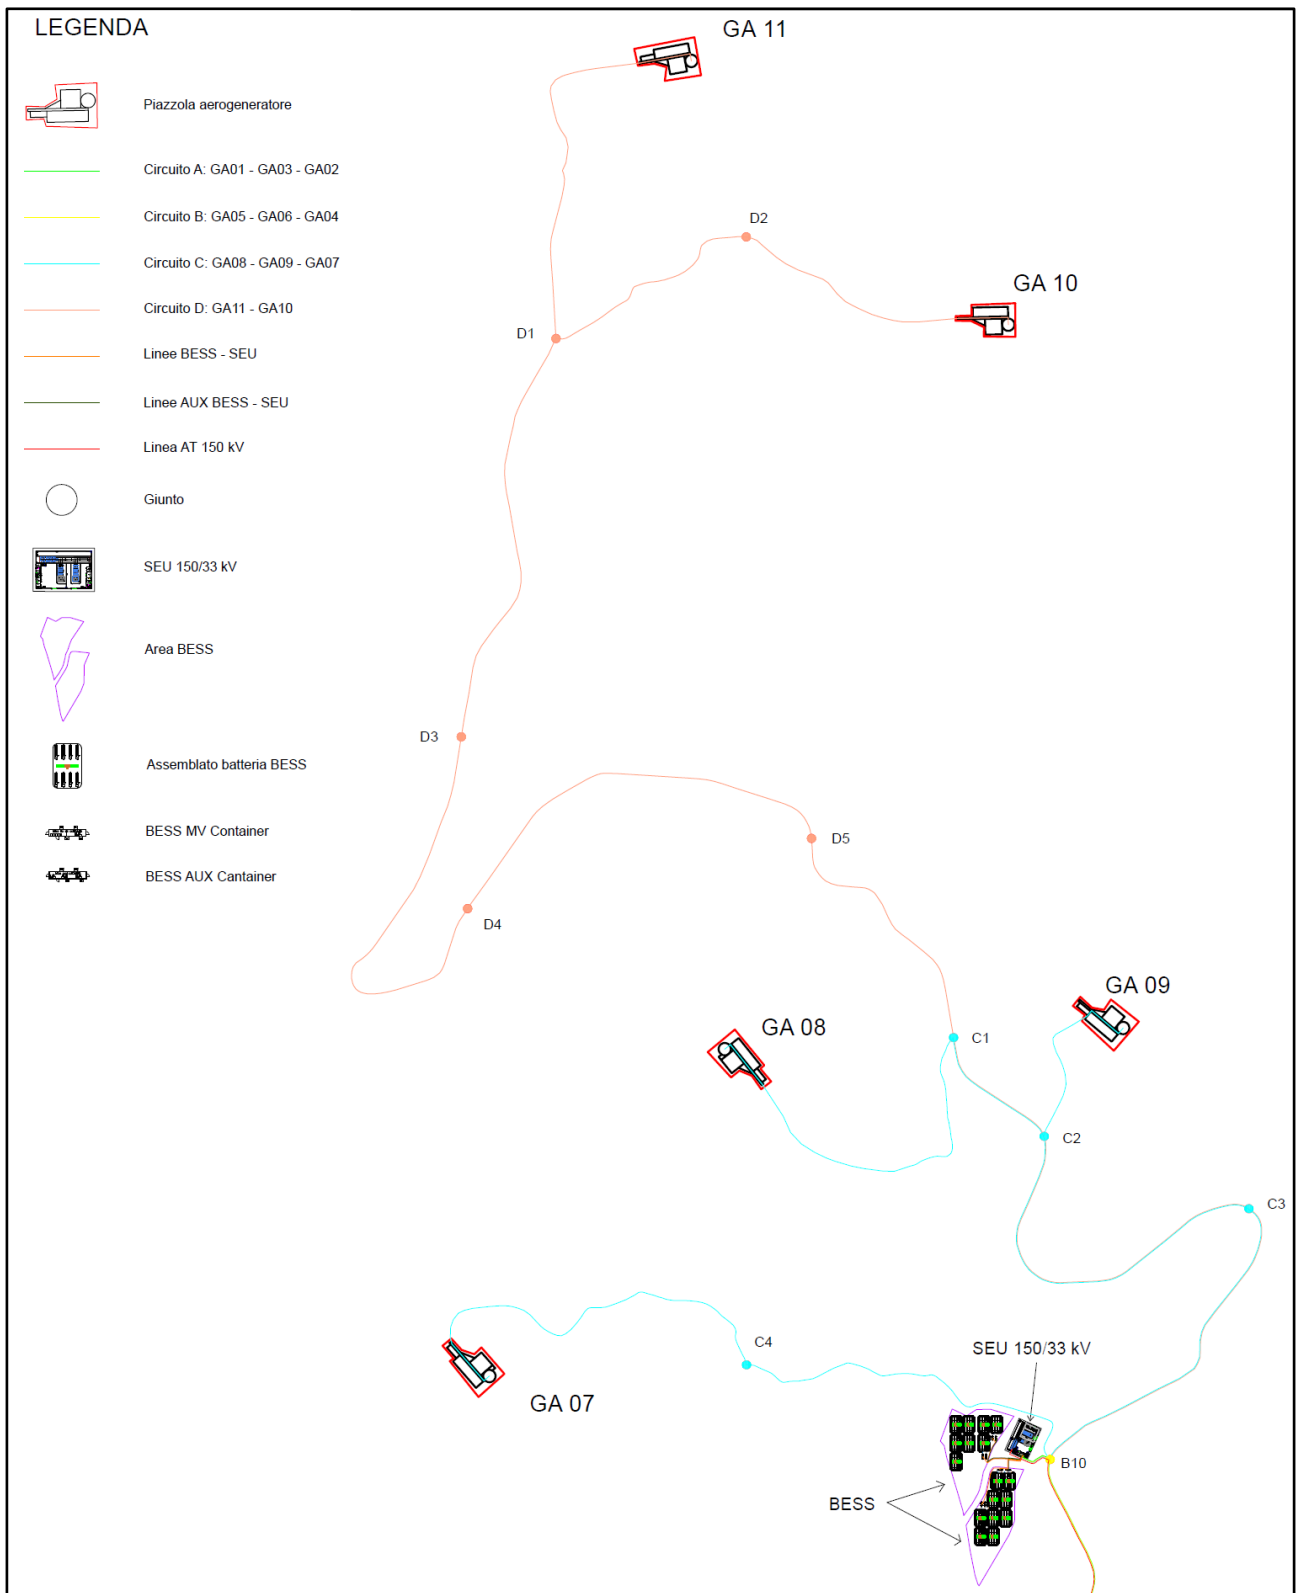 LEGENDA
Piazzola aerogeneratore
Circuito A: GA01 - GA03 - GA02
Circuito B: GA05 - GA06 - GA04
Circuito C: GA08 - GA09 - GA07
Circuito D: GA11 - GA10
Linee BESS - SEU
Linee AUX BESS - SEU
Linea AT 150 kV
Giunto
SEU 150/33 kV
Area BESS
Assemblato batteria BESS
BESS MV Container
BESS AUX Cantainer
GA 11
D2
GA 10
D1
D3
D5
D4
GA 09
GA 08
C1
C2
C3
C4
SEU 150/33 kV
GA 07
B10
BESS